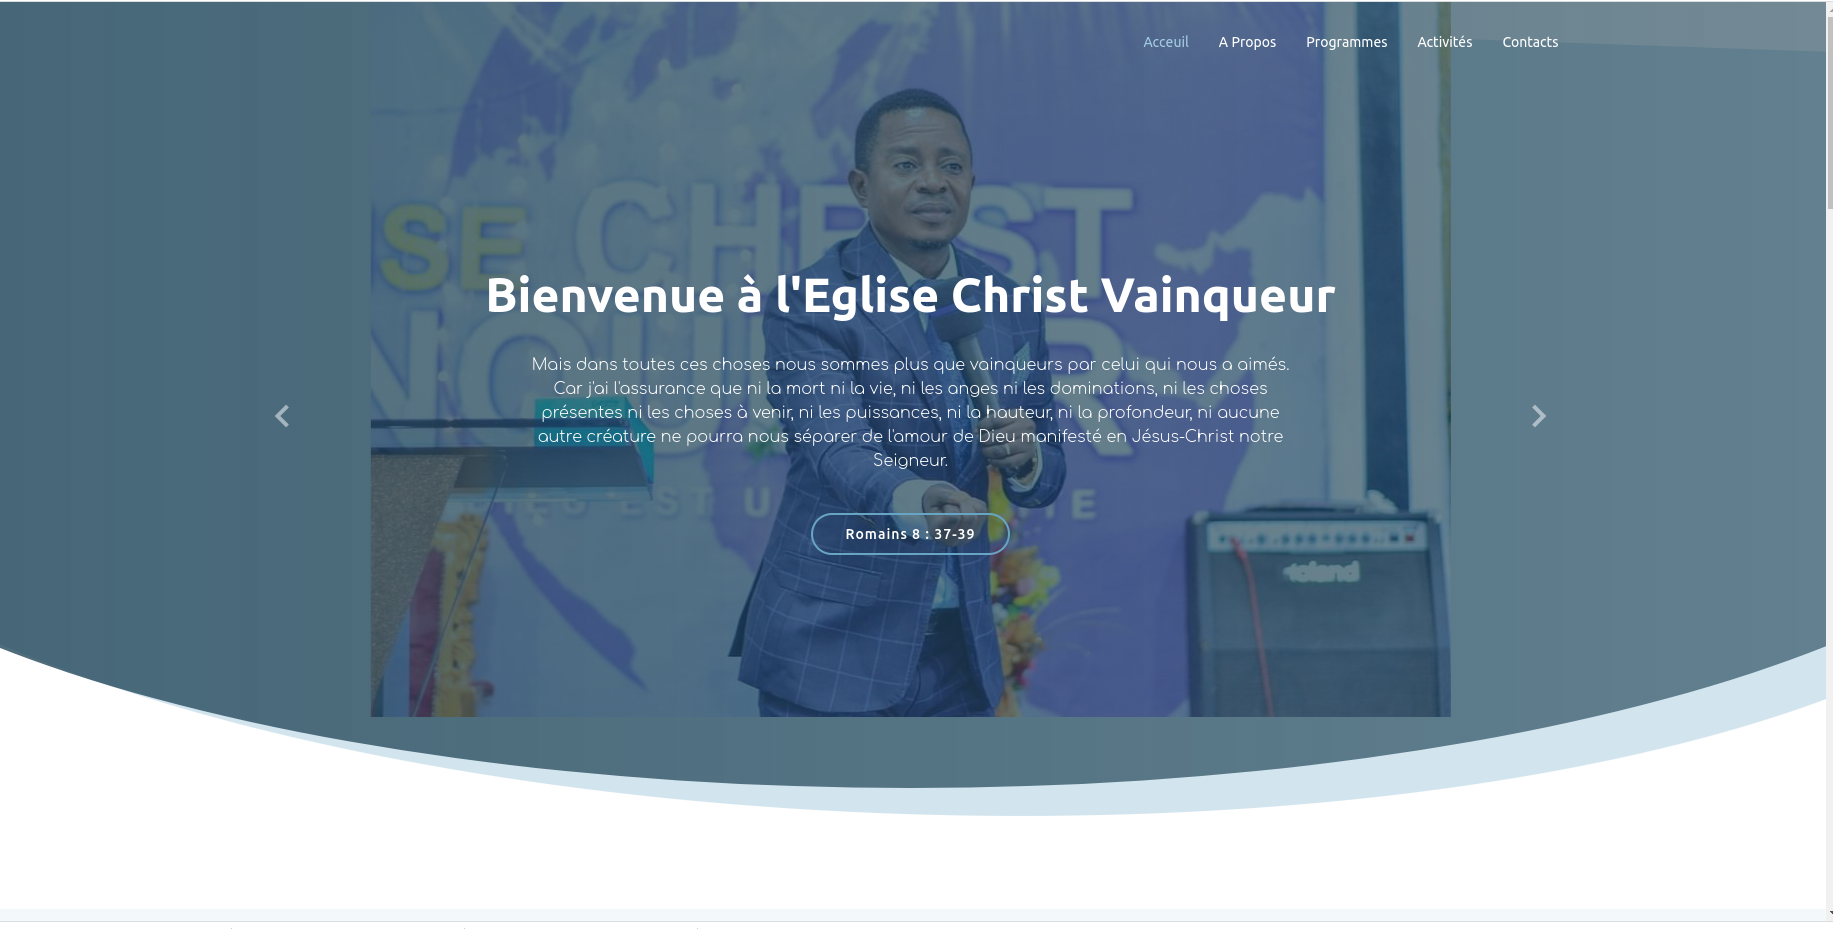 Acceuil A Propos Programmes Activités Contacts
SE CHRIST
Bienvenue à l'Eglise Christ Vainqueur
Mais dans toutes ces choses nous sommes plus que vainqueurs par celui qui nous a aimés.
Car j'ai l'assurance que ni la mort ni la vie, ni les anges ni les dominations, ni les choses
présentes ni les choses à venir, ni les puissances, ni la hauteur, ni la profondeur, ni aucune
autre créature ne pourra nous séparer de l'amour de Dieu manifesté en Jésus-Christ notre
Seigneur.
Romains 8 : 37-39
Roland